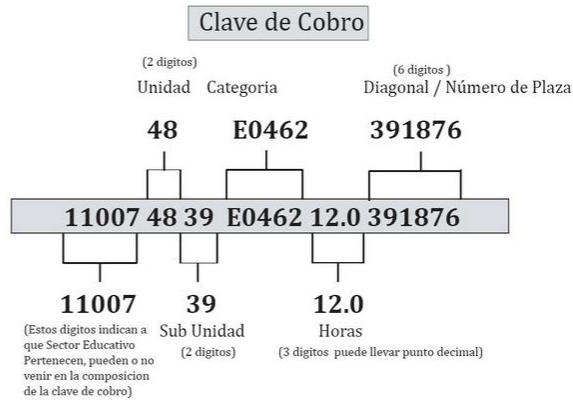 Clave de Cobro
(2 digitos)
Unidad Categoria
(6 digitos )
Diagonal / Número de Plaza
48 E0462 391876
11007 48 39 E0462 12.0 391876
11007 39 12.0
(Estos digitos indican a
que Sector Educativo
Pertenecen, pueden o no
venir en la composicion
de la clave de cobro)
Sub Unidad
(2 digitos)
Horas
(3 digitos puede llevar punto decimal)